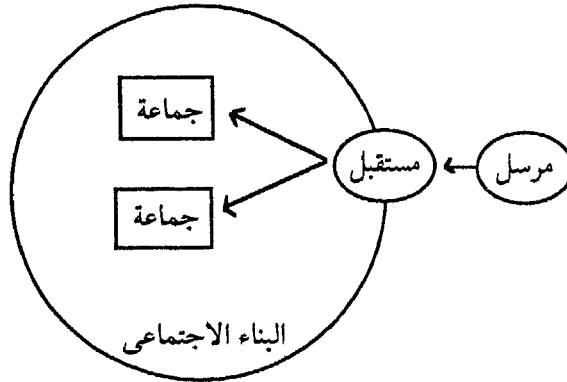 جماعة
مرسل
مستقبل
جماعة
البناء الاجتماعى